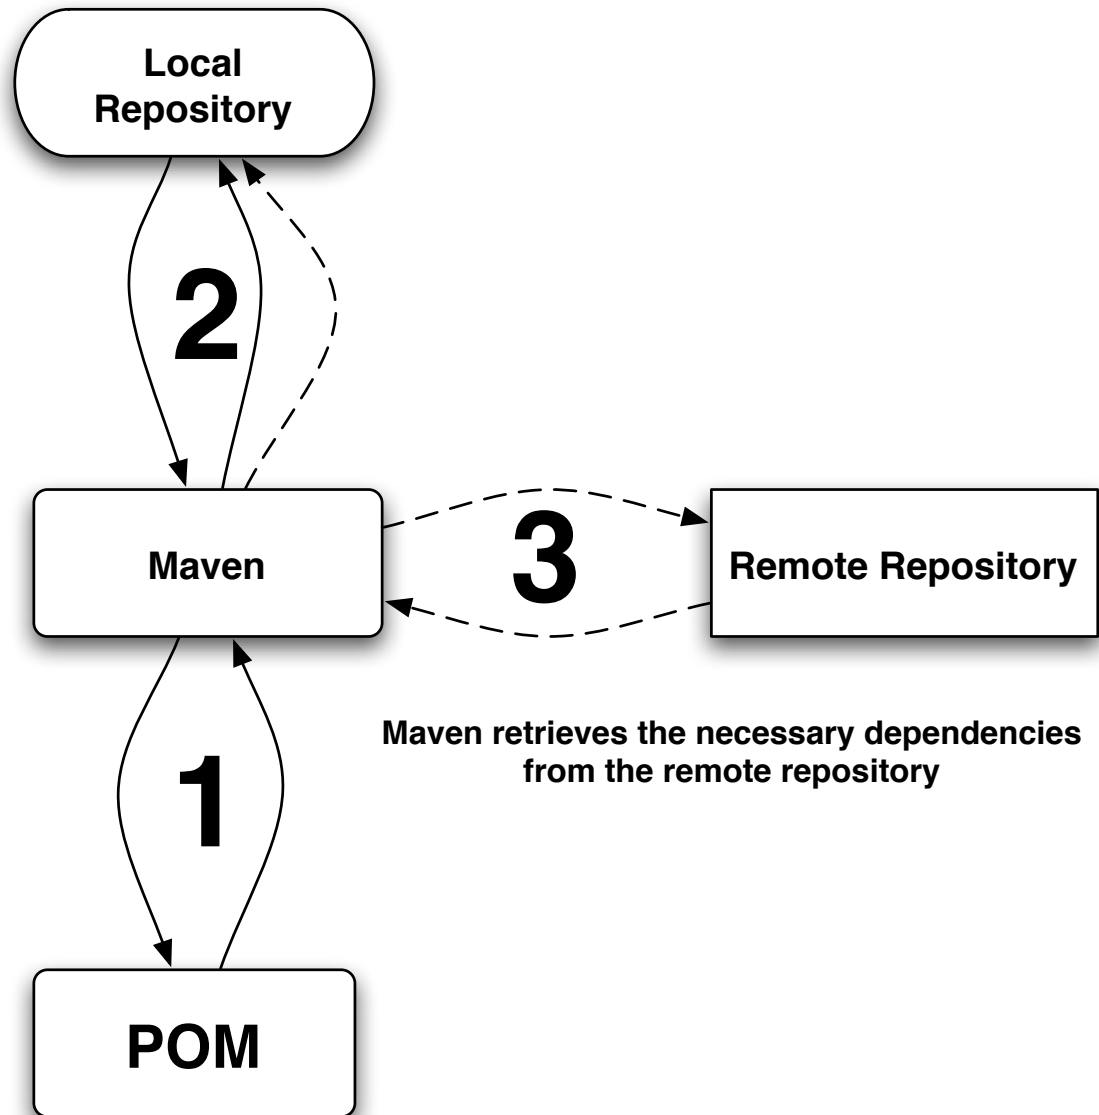 Local
Repository
2
Maven
3
Remote Repository
Maven retrieves the necessary dependencies
from the remote repository
1
POM